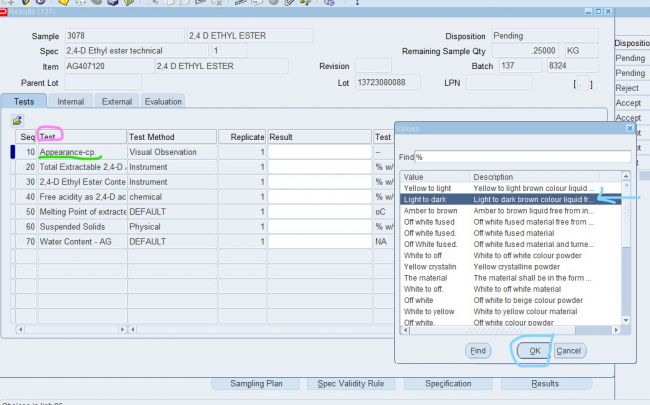 Results (137)
Sample 3078 2,4 D ETHYL ESTER Disposition Pending
Spec 2,4-D Ethyl ester technical 1 Remaining Sample Qty .25000 KG
Item AG407120 2,4 D ETHYL ESTER Revision Batch 137 8324
Parent Lot Lot 13723080088 LPN [ . ]
Tests Internal External Evaluation
Seq Test Test Method Replicate Result Test
10 Appearance-cp. Visual Observation 1 --
20 Total Extractable 2,4-D Instrument 1 % w/
30 2,4-D Ethyl Ester Conte Instrument 1 % w/
40 Free acidity as 2,4-D ac chemical 1 % w/
50 Melting Point of extracte DEFAULT 1 oC
60 Suspended Solids Physical 1 % w/
70 Water Content - AG DEFAULT 1 NA
Sampling Plan Spec Validity Rule Specification Results
Values
Find %
Value Description
Yellow to light Yellow to light brown colour liquid ...
Light to dark Light to dark brown colour liquid fr...
Amber to brown Amber to brown liquid free from in...
Off white fused Off white fused material free from ...
Off white fused. Off white fused material
Off White fused. Off White fused material and turne...
White to off White to off white colour powder
Yellow crystallin Yellow crystalline powder
The material The material shall be in the form ...
White to off. White to off white material
Off white Off white to beige colour powder
White to yellow White to yellow colour material
Off white. Off white colour powder
Find OK Cancel
Disposition
Pending
Pending
Reject
Accept
Accept
Accept
Accept